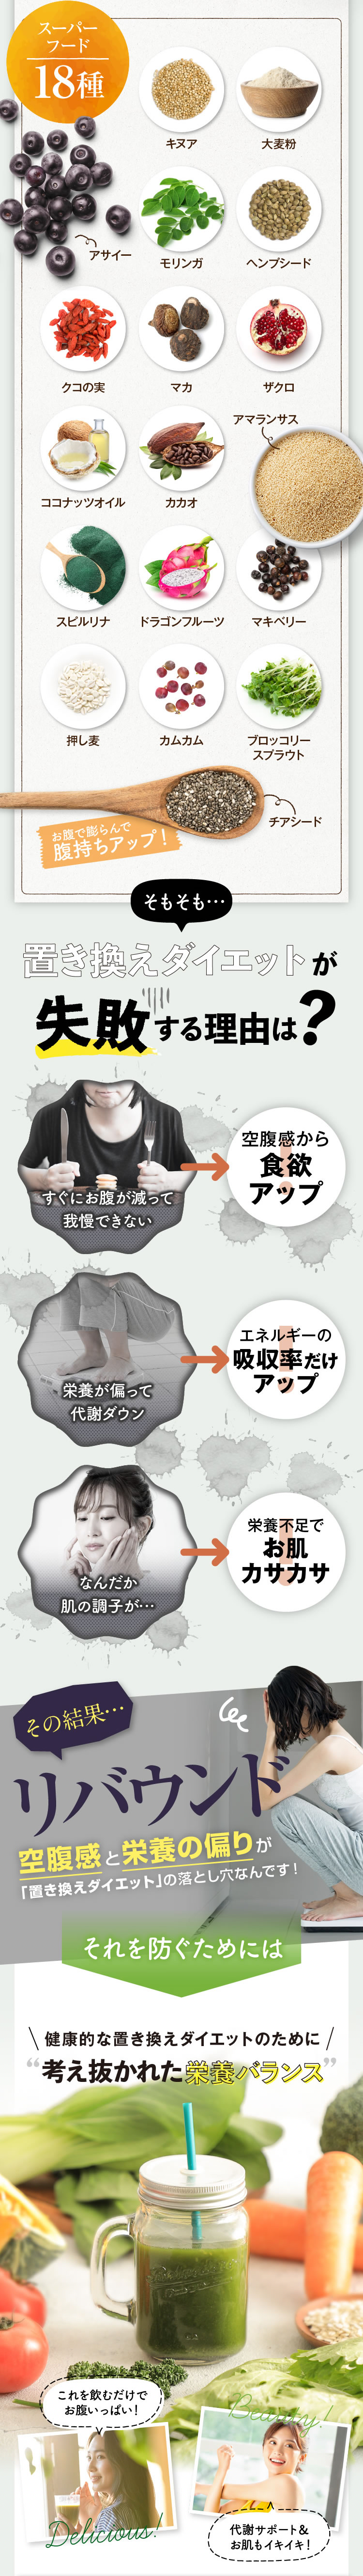 スーパー
フード
18種
キヌア
大麦粉
アサイー
モリンガ
ヘンプシード
クコの実
マカ
ザクロ
アマランサス
ココナッツオイル
カカオ
スピルリナ
ドラゴンフルーツ
マキベリー
押し麦
カムカム
ブロッコリー
スプラウト
チアシード
お腹で膨らんで
腹持ちアップ！
そもそも…
置き換えダイエットが
失敗する理由は？
すぐにお腹が減って
我慢できない
空腹感から
食欲
アップ
栄養が偏って
代謝ダウン
エネルギーの
吸収率だけ
アップ
なんだか
肌の調子が…
栄養不足で
お肌
カサカサ
その結果…
リバウンド
空腹感と栄養の偏りが
「置き換えダイエット」の落とし穴なんです！
それを防ぐためには
\ 健康的な置き換えダイエットのために /
“考え抜かれた栄養バランス”
これを飲むだけで
お腹いっぱい！
Beauty!
Delicious!
代謝サポート＆
お肌もイキイキ！